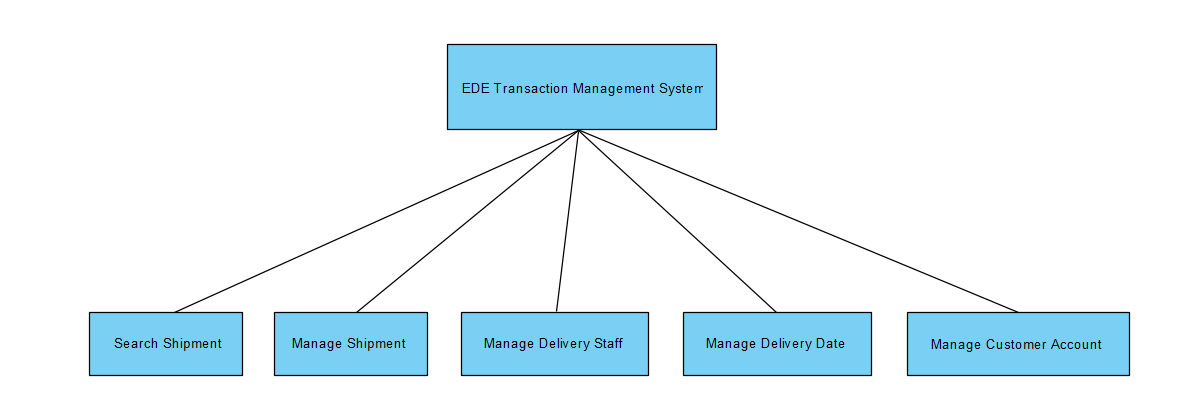 EDE Transaction Management System
Search Shipment
Manage Shipment
Manage Delivery Staff
Manage Delivery Date
Manage Customer Account